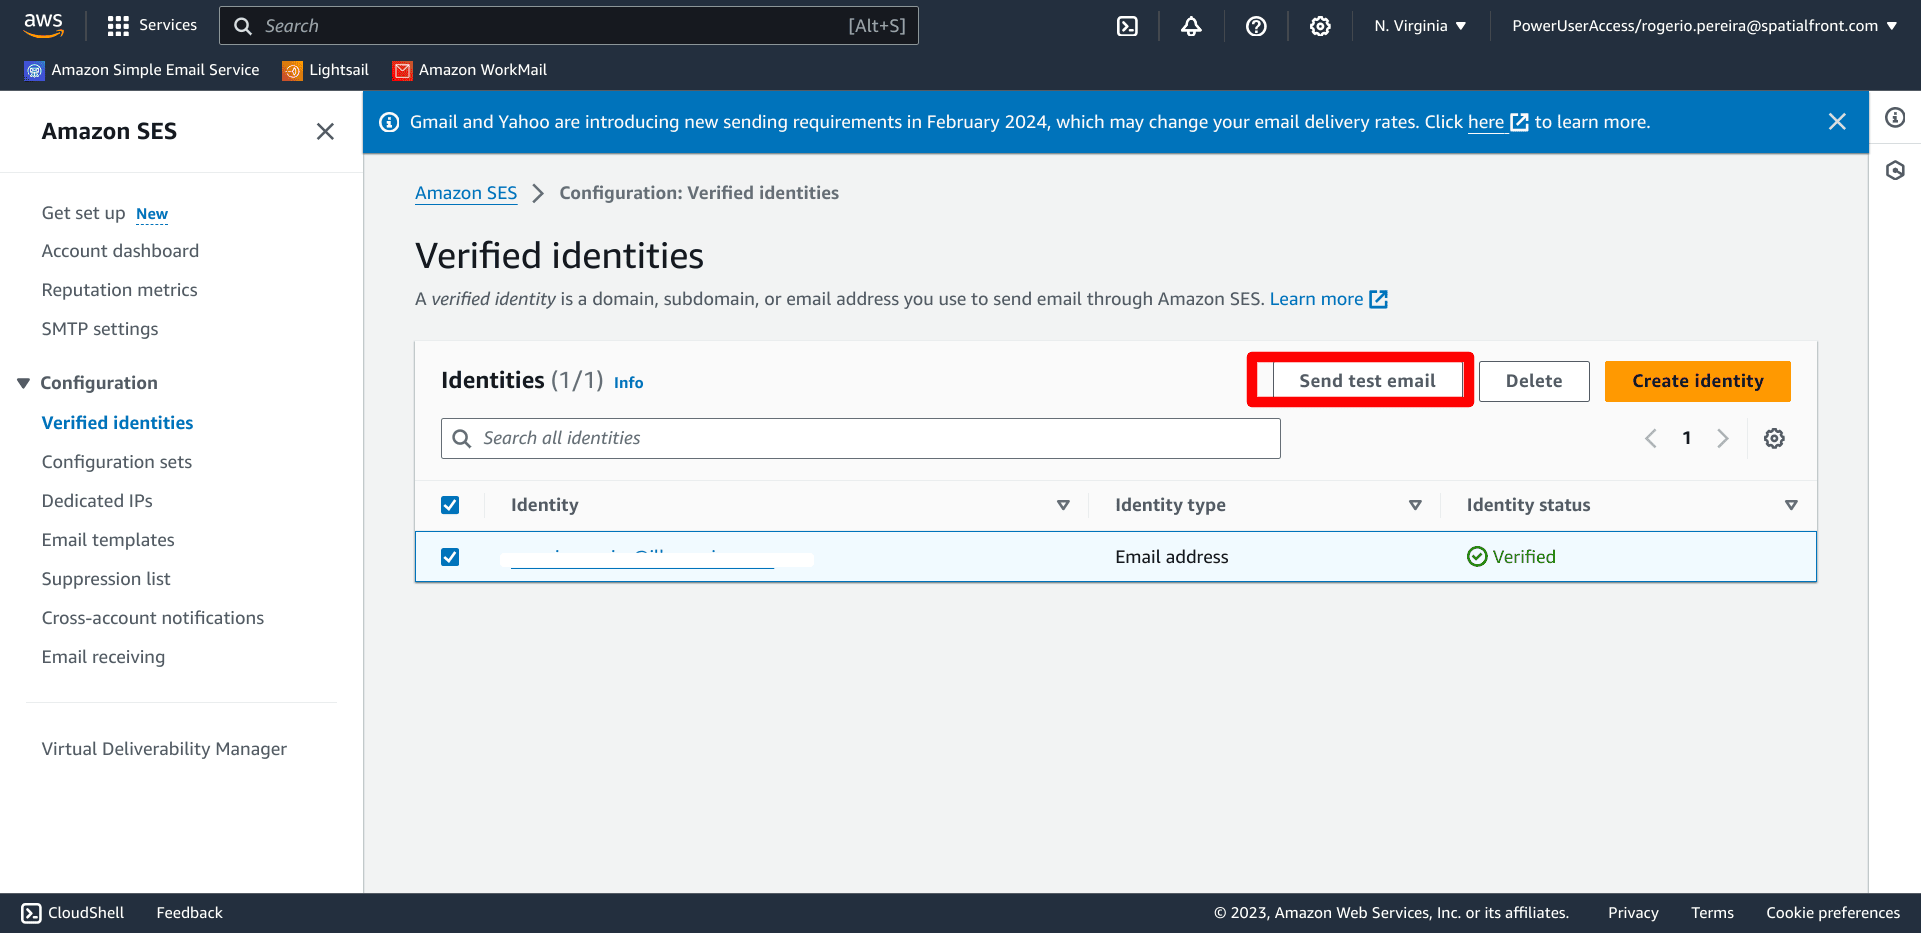 aws
Services
Search
[Alt+S]
N. Virginia
PowerUserAccess/rogerio.pereira@spatialfront.com
Amazon Simple Email Service
Lightsail
Amazon WorkMail
Amazon SES
Gmail and Yahoo are introducing new sending requirements in February 2024, which may change your email delivery rates. Click here to learn more.
Get set up New
Account dashboard
Reputation metrics
SMTP settings
Configuration
Verified identities
Configuration sets
Dedicated IPs
Email templates
Suppression list
Cross-account notifications
Email receiving
Virtual Deliverability Manager
Amazon SES
Configuration: Verified identities
Verified identities
A verified identity is a domain, subdomain, or email address you use to send email through Amazon SES. Learn more
Identities (1/1) Info
Send test email
Delete
Create identity
Search all identities
1
Identity
Identity type
Identity status
Email address
Verified
CloudShell
Feedback
© 2023, Amazon Web Services, Inc. or its affiliates.
Privacy
Terms
Cookie preferences